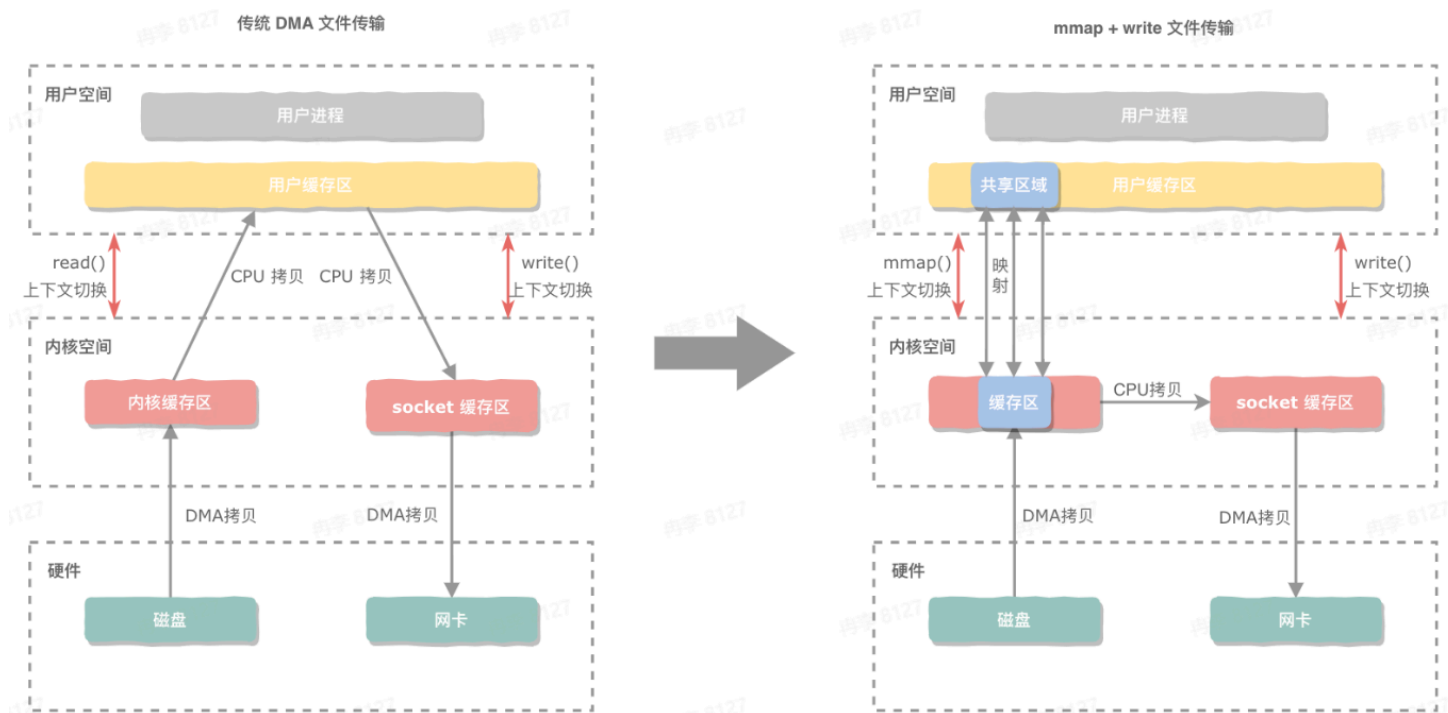 传统 DMA 文件传输
用户空间
用户进程
用户缓存区
read()
上下文切换
CPU 拷贝
CPU 拷贝
write()
上下文切换
内核空间
内核缓存区
socket 缓存区
DMA拷贝
DMA拷贝
硬件
磁盘
网卡
mmap + write 文件传输
用户空间
用户进程
共享区域
用户缓存区
mmap()
上下文切换
映
射
write()
上下文切换
内核空间
缓存区
CPU拷贝
socket 缓存区
DMA拷贝
DMA拷贝
硬件
磁盘
网卡
冉李 8127